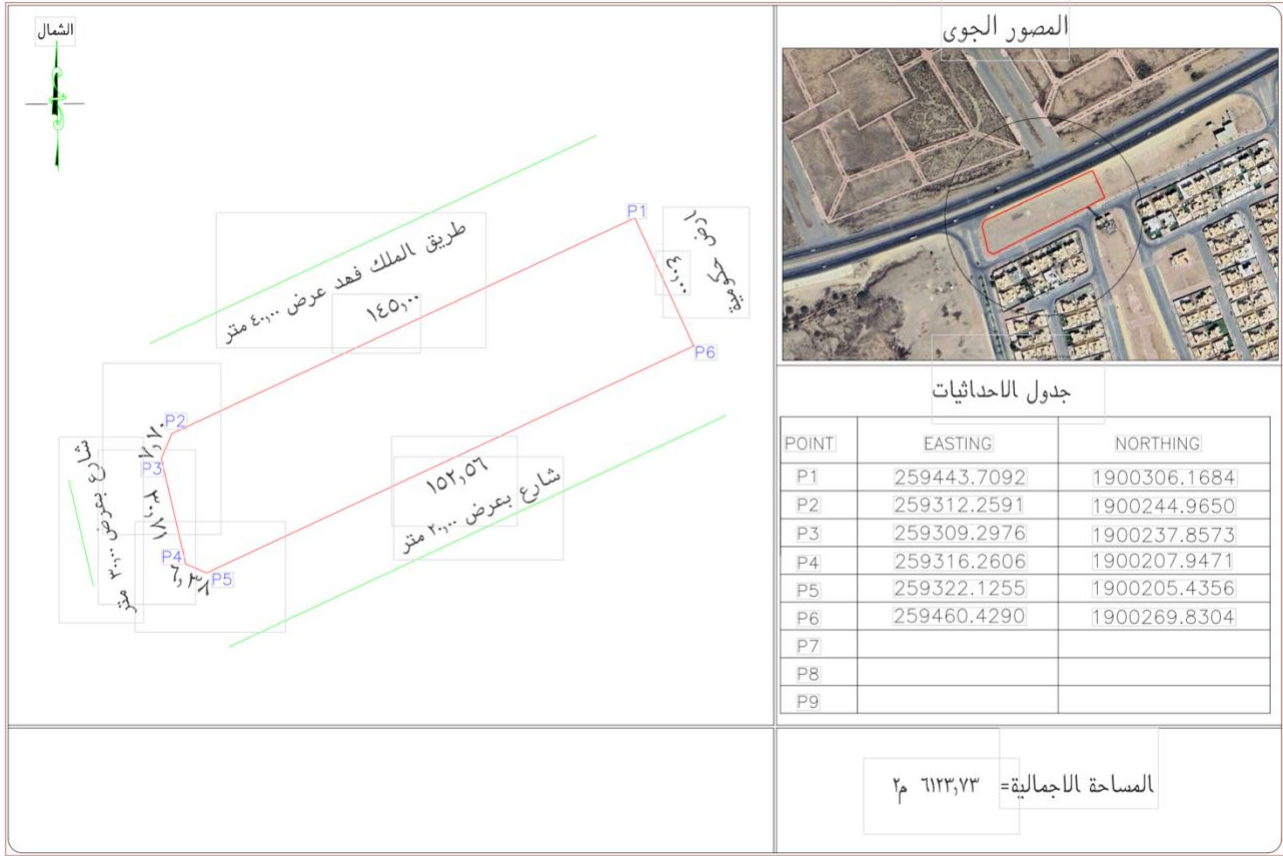 الشمال
طريق الملك فهد عرض ٤٠,٠٠ متر
١٤٥,٠٠
P1
ارض حكومية
٤٠,٠٠
P6
P2
٧,٧٠
P3
شارع بعرض ٣٠,٠٠ متر
٣٠,٧١
P4
٦,٣٨
P5
١٥٢,٥٦
شارع بعرض ٢٠,٠٠ متر
المصور الجوى
جدول الاحداثيات
POINT EASTING NORTHING
P1 259443.7092 1900306.1684
P2 259312.2591 1900244.9650
P3 259309.2976 1900237.8573
P4 259316.2606 1900207.9471
P5 259322.1255 1900205.4356
P6 259460.4290 1900269.8304
P7
P8
P9
المساحة الاجمالية= ٦١٢٣,٧٣ م٢